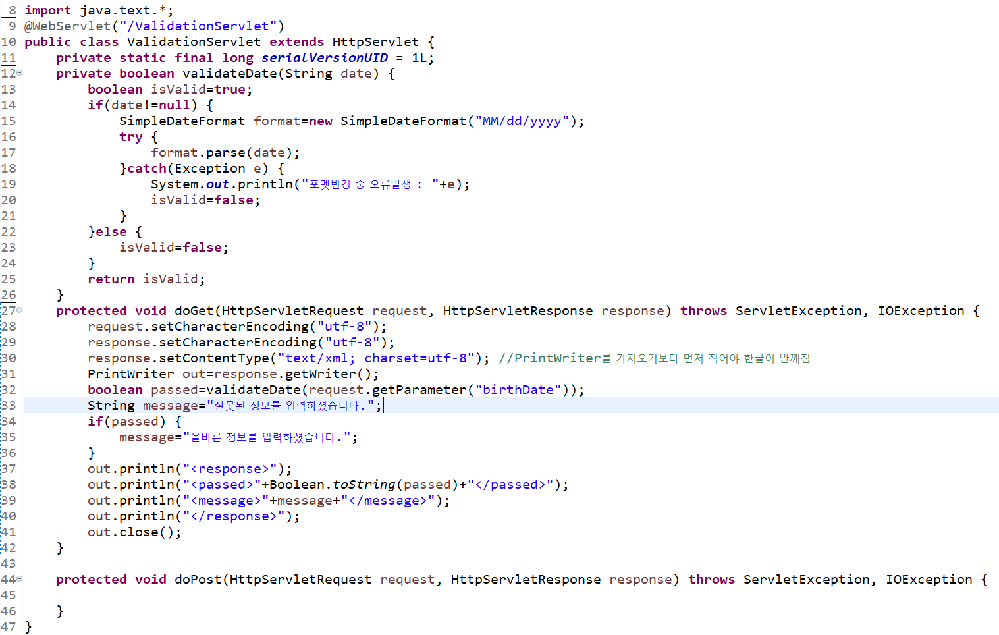 8 import java.text.*;
9 @WebServlet("/ValidationServlet")
10 public class ValidationServlet extends HttpServlet {
11     private static final long serialVersionUID = 1L;
12     private boolean validateDate(String date) {
13         boolean isValid=true;
14         if(date!=null) {
15             SimpleDateFormat format=new SimpleDateFormat("MM/dd/yyyy");
16             try {
17                 format.parse(date);
18             }catch(Exception e) {
19                 System.out.println("포멧변경 중 오류발생 : "+e);
20                 isValid=false;
21             }
22         }else {
23             isValid=false;
24         }
25         return isValid;
26     }
27     protected void doGet(HttpServletRequest request, HttpServletResponse response) throws ServletException, IOException {
28         request.setCharacterEncoding("utf-8");
29         response.setCharacterEncoding("utf-8");
30         response.setContentType("text/xml; charset=utf-8"); //PrintWriter를 가져오기보다 먼저 적어야 한글이 안깨짐
31         PrintWriter out=response.getWriter();
32         boolean passed=validateDate(request.getParameter("birthDate"));
33         String message="잘못된 정보를 입력하셨습니다.";
34         if(passed) {
35             message="올바른 정보를 입력하셨습니다.";
36         }
37         out.println("<response>");
38         out.println("<passed>"+Boolean.toString(passed)+"</passed>");
39         out.println("<message>"+message+"</message>");
40         out.println("</response>");
41         out.close();
42     }
43
44     protected void doPost(HttpServletRequest request, HttpServletResponse response) throws ServletException, IOException {
45
46     }
47 }